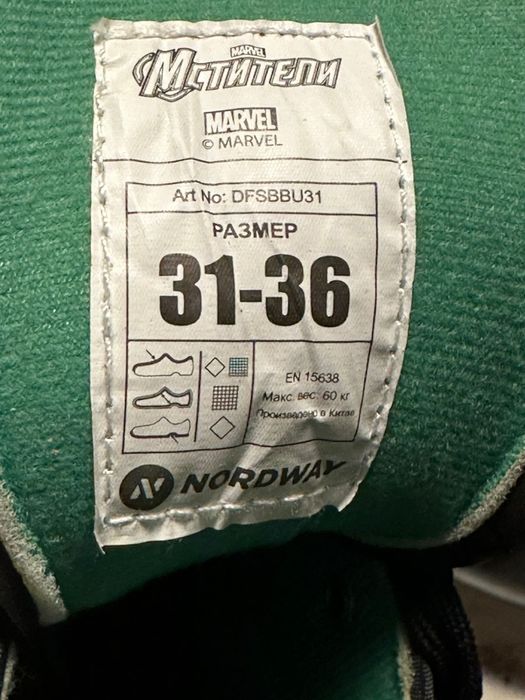 MARVEL
Мстители
MARVEL
© MARVEL
Art No: DFSBBU31
РАЗМЕР
31-36
EN 15638
Макс. вес: 60 кг
Произведено в Китае
NORDWAY